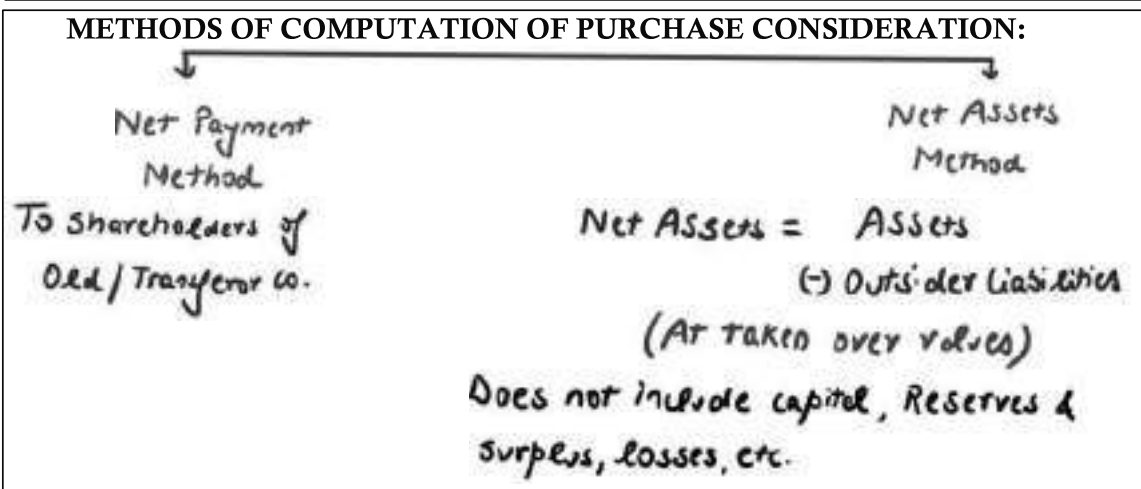 METHODS OF COMPUTATION OF PURCHASE CONSIDERATION:
Net Payment
Method
To Shareholders of
Old / Transferor co.
Net Assets
Method
Net Assets = Assets
(-) Outsider Liabilities
(At taken over values)
Does not include capital, Reserves &
surplus, losses, etc.